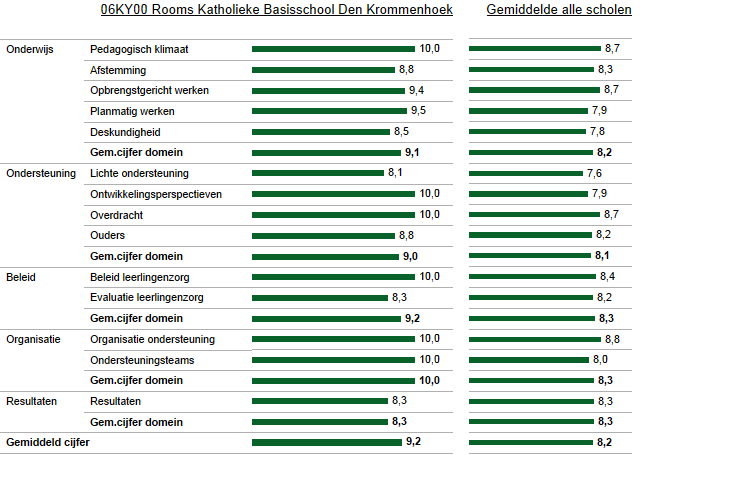 06KY00 Rooms Katholieke Basisschool Den Krommenhoek Gemiddelde alle scholen
Onderwijs Pedagogisch klimaat 10,0 8,7
Afstemming 8,8 8,3
Opbrengstgericht werken 9,4 8,7
Planmatig werken 9,5 7,9
Deskundigheid 8,5 7,8
Gem.cijfer domein 9,1 8,2
Ondersteuning Lichte ondersteuning 8,1 7,6
Ontwikkelingsperspectieven 10,0 7,9
Overdracht 10,0 8,7
Ouders 8,8 8,2
Gem.cijfer domein 9,0 8,1
Beleid Beleid leerlingenzorg 10,0 8,4
Evaluatie leerlingenzorg 8,3 8,2
Gem.cijfer domein 9,2 8,3
Organisatie Organisatie ondersteuning 10,0 8,8
Ondersteuningsteams 10,0 8,0
Gem.cijfer domein 10,0 8,3
Resultaten Resultaten 8,3 8,3
Gem.cijfer domein 8,3 8,3
Gemiddeld cijfer 9,2 8,2